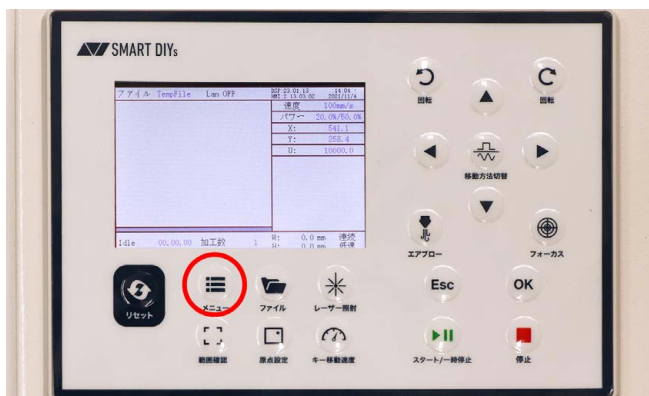 SMART DIYs
ファイル TempFile Lan OFF
14:04
2021/11/4
速度 100mm/s
パワー 20.0%/50.0%
X: 541.1
Y: 258.4
U: 10000.0
Idle 00.00.00 加工数 1
W: 0.0 mm 連続
H: 0.0 mm 低速
回転
回転
移動方法切替
エアブロー
フォーカス
リセット
メニュー
ファイル
レーザー照射
Esc
OK
範囲確認
原点設定
キー移動速度
スタート/一時停止
停止